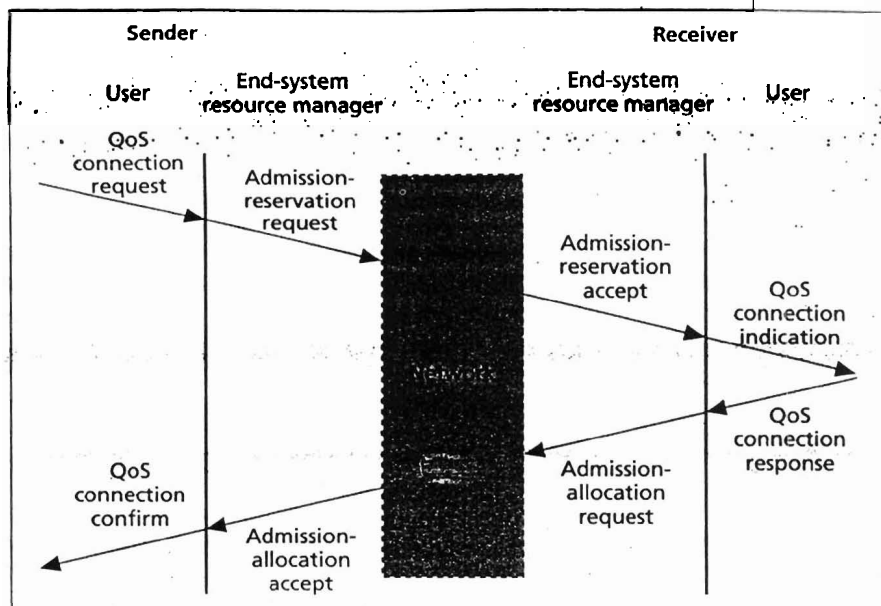 Sender Receiver
User End-system resource manager End-system resource manager User
QoS
connection
request
Admission-
reservation
request
Admission-
reservation
accept
QoS
connection
indication
QoS
connection
response
Admission-
allocation
request
Admission-
allocation
accept
QoS
connection
confirm